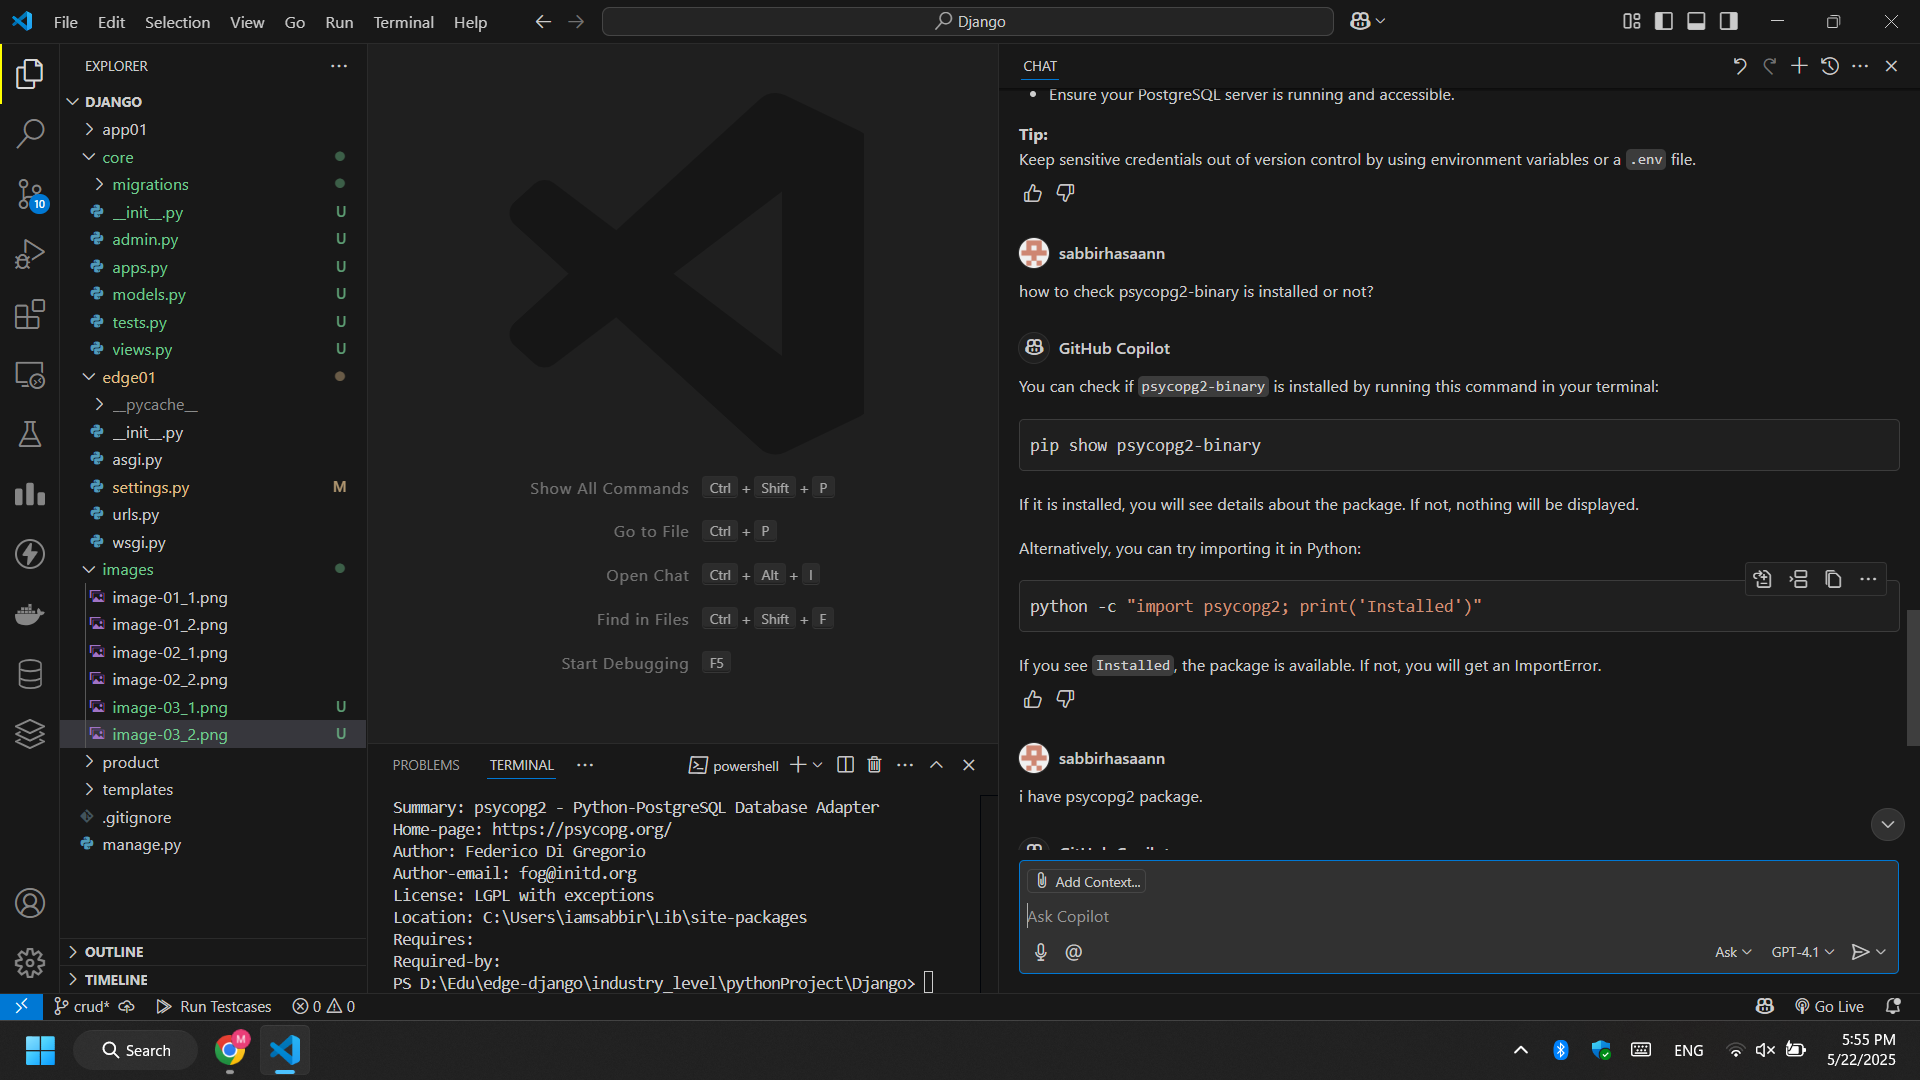 File Edit Selection View Go Run Terminal Help
Django
EXPLORER
DJANGO
app01
core
migrations
__init__.py U
admin.py U
apps.py U
models.py U
tests.py U
views.py U
edge01
__pycache__
__init__.py
asgi.py
settings.py M
urls.py
wsgi.py
images
image-01_1.png
image-01_2.png
image-02_1.png
image-02_2.png
image-03_1.png U
image-03_2.png U
product
templates
.gitignore
manage.py
OUTLINE
TIMELINE
10
Show All Commands Ctrl + Shift + P
Go to File Ctrl + P
Open Chat Ctrl + Alt + I
Find in Files Ctrl + Shift + F
Start Debugging F5
PROBLEMS TERMINAL powershell
Summary: psycopg2 - Python-PostgreSQL Database Adapter
Home-page: https://psycopg.org/
Author: Federico Di Gregorio
Author-email: fog@initd.org
License: LGPL with exceptions
Location: C:\Users\iamsabbir\Lib\site-packages
Requires:
Required-by:
PS D:\Edu\edge-django\industry_level\pythonProject\Django>
CHAT
Ensure your PostgreSQL server is running and accessible.
Tip:
Keep sensitive credentials out of version control by using environment variables or a .env file.
sabbirhasaann
how to check psycopg2-binary is installed or not?
GitHub Copilot
You can check if psycopg2-binary is installed by running this command in your terminal:
pip show psycopg2-binary
If it is installed, you will see details about the package. If not, nothing will be displayed.
Alternatively, you can try importing it in Python:
python -c "import psycopg2; print('Installed')"
If you see Installed, the package is available. If not, you will get an ImportError.
sabbirhasaann
i have psycopg2 package.
GitHub Copilot
Add Context...
Ask Copilot
@ Ask GPT-4.1
crud* Run Testcases 0 0 Go Live
Search M ENG 5:55 PM
5/22/2025